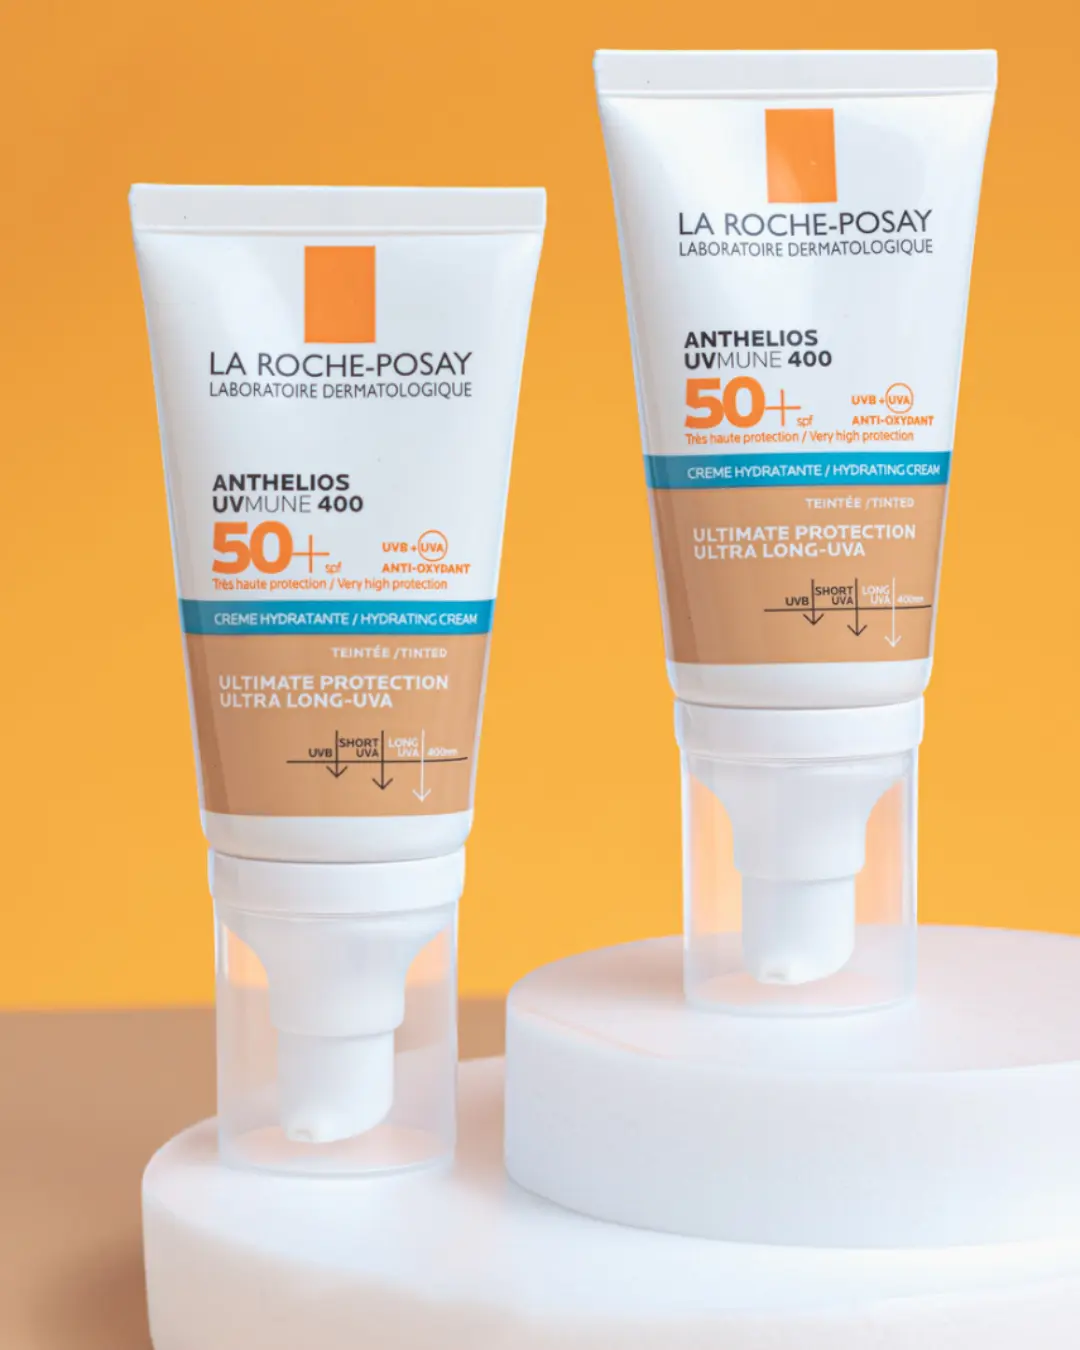 LA ROCHE-POSAY
LABORATOIRE DERMATOLOGIQUE
ANTHELIOS
UVMUNE 400
50+ spf
UVB + UVA
ANTI-OXYDANT
Très haute protection / Very high protection
CREME HYDRATANTE / HYDRATING CREAM
TEINTÉE /TINTED
ULTIMATE PROTECTION
ULTRA LONG-UVA
UVB SHORT UVA LONG UVA 400nm
LA ROCHE-POSAY
LABORATOIRE DERMATOLOGIQUE
ANTHELIOS
UVMUNE 400
50+ spf
UVB + UVA
ANTI-OXYDANT
Très haute protection / Very high protection
CREME HYDRATANTE / HYDRATING CREAM
TEINTÉE /TINTED
ULTIMATE PROTECTION
ULTRA LONG-UVA
UVB SHORT UVA LONG UVA 400nm